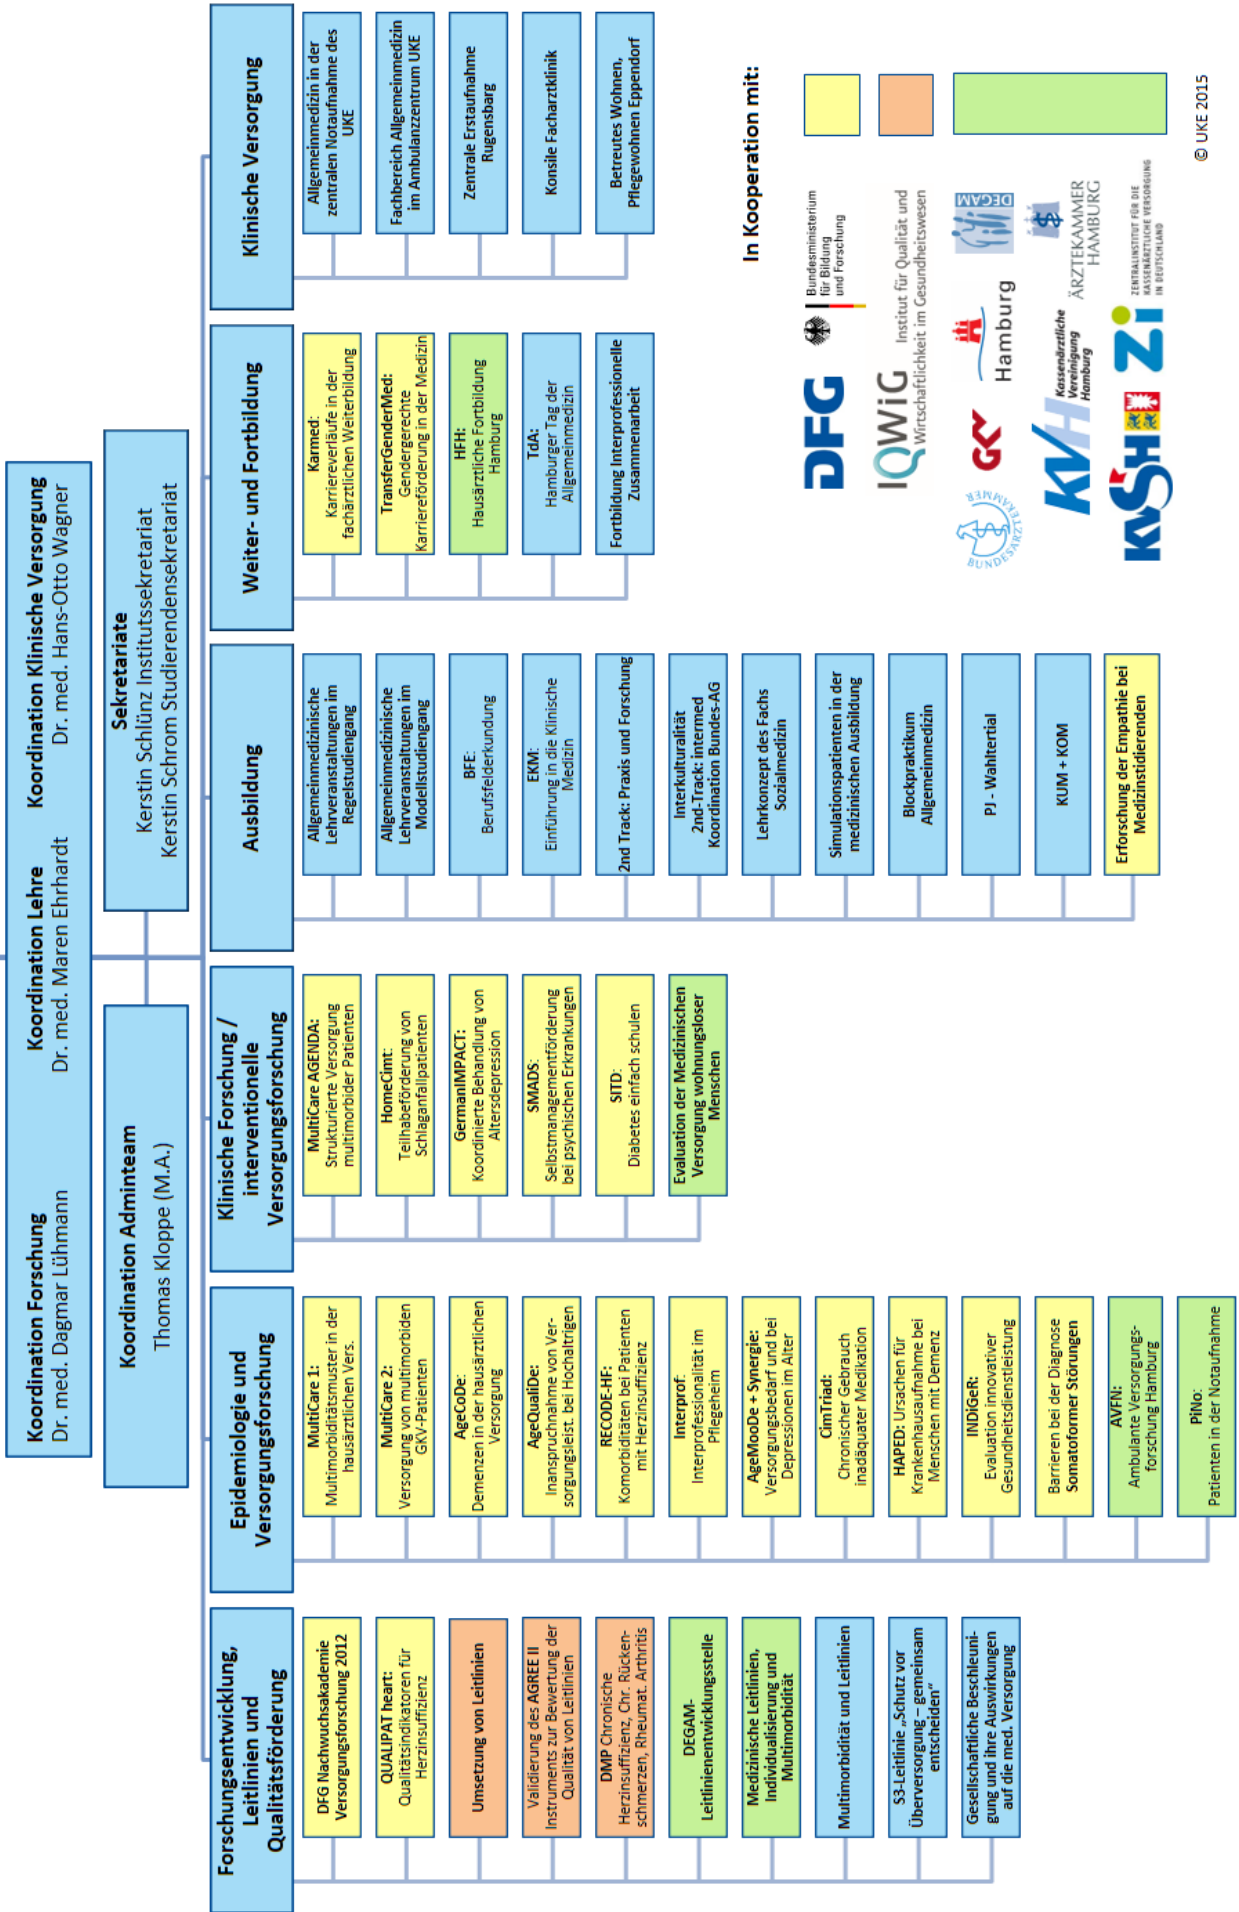 Koordination Forschung
Dr. med. Dagmar Lühmann
Koordination Lehre
Dr. med. Maren Ehrhardt
Koordination Klinische Versorgung
Dr. med. Hans-Otto Wagner
Koordination Adminteam
Thomas Kloppe (M.A.)
Sekretariate
Kerstin Schlünz Institutssekretariat
Kerstin Schrom Studierendensekretariat
Forschungsentwicklung,
Leitlinien und
Qualitätsförderung
DFG Nachwuchsakademie
Versorgungsforschung 2012
QUALIPAT heart:
Qualitätsindikatoren für
Herzinsuffizienz
Umsetzung von Leitlinien
Validierung des AGREE II
Instruments zur Bewertung der
Qualität von Leitlinien
DMP Chronische
Herzinsuffizienz, Chr. Rücken-
schmerzen, Rheumat. Arthritis
DEGAM-
Leitlinienentwicklungsstelle
Medizinische Leitlinien,
Individualisierung und
Multimorbidität
Multimorbidität und Leitlinien
S3-Leitlinie „Schutz vor
Überversorgung – gemeinsam
entscheiden"
Gesellschaftliche Beschleuni-
gung und ihre Auswirkungen
auf die med. Versorgung
Epidemiologie und
Versorgungsforschung
MultiCare 1:
Multimorbiditätsmuster in der
hausärztlichen Vers.
MultiCare 2:
Versorgung von multimorbiden
GKV-Patienten
AgeCoDe:
Demenzen in der hausärztlichen
Versorgung
AgeQualiDe:
Inanspruchnahme von Ver-
sorgungsleist. bei Hochaltrigen
RECODE-HF:
Komorbiditäten bei Patienten
mit Herzinsuffizienz
Interprof:
Interprofessionalität im
Pflegeheim
AgeMooDe + Synergie:
Versorgungsbedarf und bei
Depressionen im Alter
CimTriad:
Chronischer Gebrauch
inadäquater Medikation
HAPED: Ursachen für
Krankenhausaufnahme bei
Menschen mit Demenz
INDiGeR:
Evaluation innovativer
Gesundheitsdienstleistung
Barrieren bei der Diagnose
Somatoformer Störungen
AVFN:
Ambulante Versorgungs-
forschung Hamburg
PiNo:
Patienten in der Notaufnahme
Klinische Forschung /
interventionelle
Versorgungsforschung
MultiCare AGENDA:
Strukturierte Versorgung
multimorbider Patienten
HomeCimt:
Teilhabeförderung von
Schlaganfallpatienten
GermanIMPACT:
Koordinierte Behandlung von
Altersdepression
SMADS:
Selbstmanagementförderung
bei psychischen Erkrankungen
SITD:
Diabetes einfach schulen
Evaluation der Medizinischen
Versorgung wohnungsloser
Menschen
Ausbildung
Allgemeinmedizinische
Lehrveranstaltungen im
Regelstudiengang
Allgemeinmedizinische
Lehrveranstaltungen im
Modellstudiengang
BFE:
Berufsfelderkundung
EKM:
Einführung in die Klinische
Medizin
2nd Track: Praxis und Forschung
Interkulturalität
2nd-Track: intermed
Koordination Bundes-AG
Lehrkonzept des Fachs
Sozialmedizin
Simulationspatienten in der
medizinischen Ausbildung
Blockpraktikum
Allgemeinmedizin
PJ - Wahltertial
KUM + KOM
Erforschung der Empathie bei
Medizinstidierenden
Weiter- und Fortbildung
Karmed:
Karriereverläufe in der
fachärztlichen Weiterbildung
TransferGenderMed:
Gendergerechte
Karriereförderung in der Medizin
HFH:
Hausärztliche Fortbildung
Hamburg
TdA:
Hamburger Tag der
Allgemeinmedizin
Fortbildung Interprofessionelle
Zusammenarbeit
Klinische Versorgung
Allgemeinmedizin in der
zentralen Notaufnahme des
UKE
Fachbereich Allgemeinmedizin
im Ambulanzzentrum UKE
Zentrale Erstaufnahme
Rugensbarg
Konsile Facharztklinik
Betreutes Wohnen,
Pflegewohnen Eppendorf
In Kooperation mit:
DFG
Bundesministerium
für Bildung
und Forschung
IQWiG
Institut für Qualität und
Wirtschaftlichkeit im Gesundheitswesen
BUNDESÄRZTEKAMMER
GKV
Hamburg
DEGAM
KVH
Kassenärztliche
Vereinigung
Hamburg
ÄRZTEKAMMER
HAMBURG
KVSH
Zi
ZENTRALINSTITUT FÜR DIE
KASSENÄRZTLICHE VERSORGUNG
IN DEUTSCHLAND
© UKE 2015